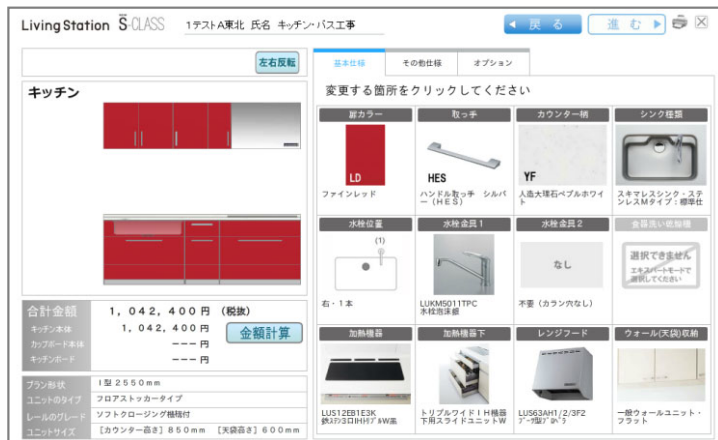 Living Station S-CLASS
1テストA東北 氏名 キッチン・バス工事
戻る
進む
左右反転
キッチン
合計金額 1,042,400円 (税抜)
キッチン本体 1,042,400円
カップボード本体 −−−円
キッチンボード −−−円
金額計算
プラン形状 I型2550mm
ユニットのタイプ フロアストッカータイプ
レールのグレード ソフトクロージング機構付
ユニットサイズ [カウンター高さ]850mm [天袋高さ]600mm
基本仕様 その他仕様 オプション
変更する箇所をクリックしてください
扉カラー
LD
ファインレッド
取っ手
HES
ハンドル取っ手 シルバ
ー(HES)
カウンター柄
YF
人造大理石ペブルホワイ
ト
シンク種類
スキマレスシンク・ステ
ンレスMタイプ:標準仕
水栓位置
(1)
右・1本
水栓金具1
LUKM5011TPC
水栓泡沫銀
水栓金具2
なし
不要(カラン穴なし)
食器洗い乾燥機
選択できません
エキスパートモードで
選択してください
加熱機器
LUS12EB1E3K
加熱機器下
トリプルワイドIH機器
下用スライドユニットW
レンジフード
LUS63AH1/2/3F2
ウォール(天袋)収納
一般ウォールユニット・
フラット